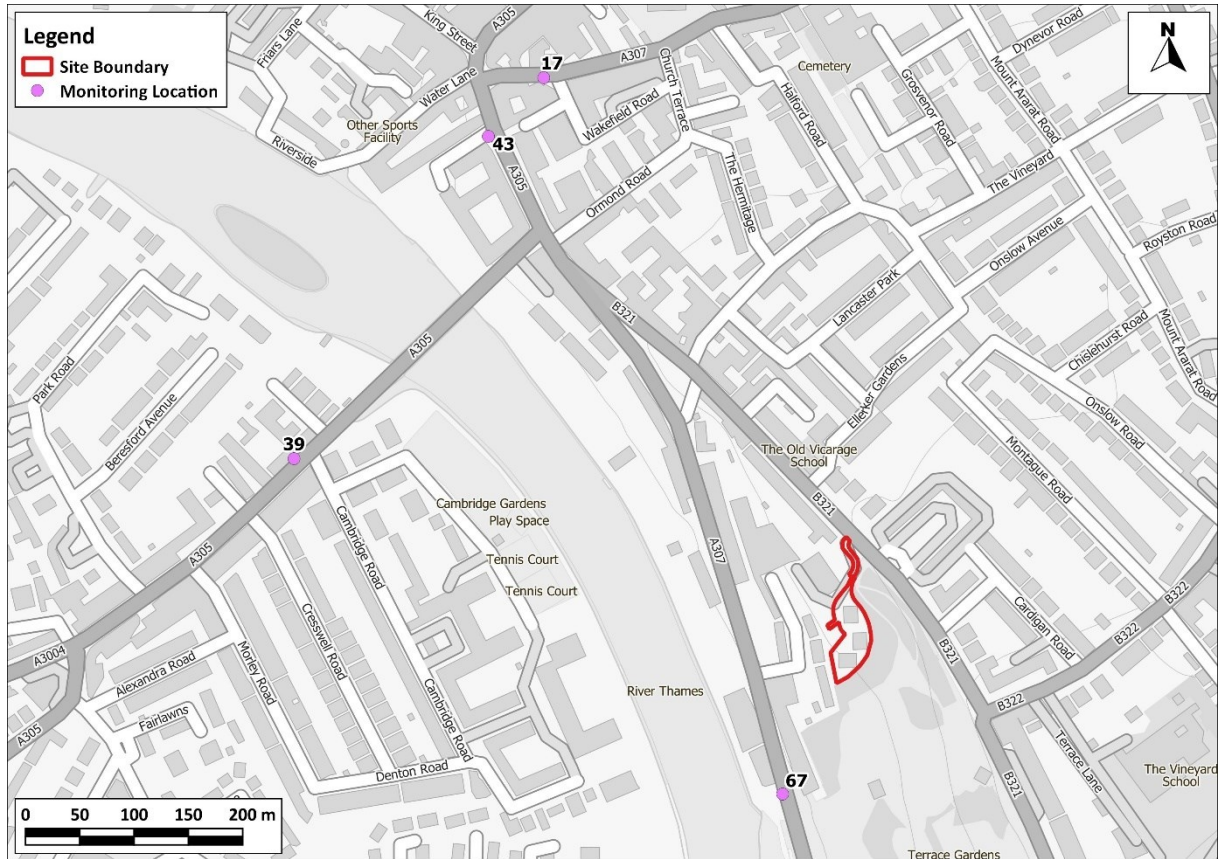 Legend
Site Boundary
Monitoring Location
N
King Street
A305
Friars Lane
17
A307
Water Lane
Church Terrace
Wakefield Road
Cemetery
Dynevor Road
Grosvenor Road
Mount Ararat Road
Halford Road
Other Sports
Facility
Riverside
43
A305
The Hermitage
Ormond Road
The Vineyard
Onslow Avenue
Royston Road
Lancaster Park
B321
A305
Park Road
Beresford Avenue
Chislehurst Road
Mount Ararat Road
Ellerker Gardens
Onslow Road
39
The Old Vicarage
School
Montague Road
B321
Cambridge Gardens
Play Space
Cambridge Road
Tennis Court
Tennis Court
A307
A305
Cresswell Road
Cardigan Road
B322
B321
A3004
Alexandra Road
Morley Road
River Thames
Cambridge Road
B322
Fairlawns
A305
Terrace Lane
Denton Road
67
B321
The Vineyard
School
Terrace Gardens
0 50 100 150 200 m